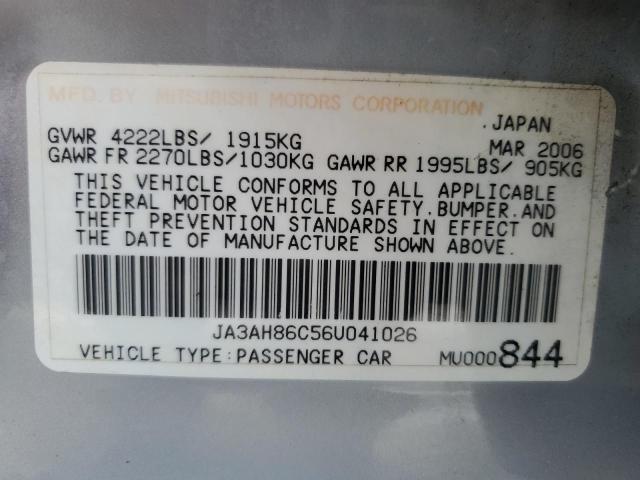 MFD. BY MITSUBISHI MOTORS CORPORATION
.JAPAN
GVWR 4222LBS/ 1915KG MAR 2006
GAWR FR 2270LBS/1030KG GAWR RR 1995LBS/ 905KG
THIS VEHICLE CONFORMS TO ALL APPLICABLE
FEDERAL MOTOR VEHICLE SAFETY.BUMPER.AND
THEFT PREVENTION STANDARDS IN EFFECT ON
THE DATE OF MANUFACTURE SHOWN ABOVE.
JA3AH86C56U041026
VEHICLE TYPE:PASSENGER CAR MU000844